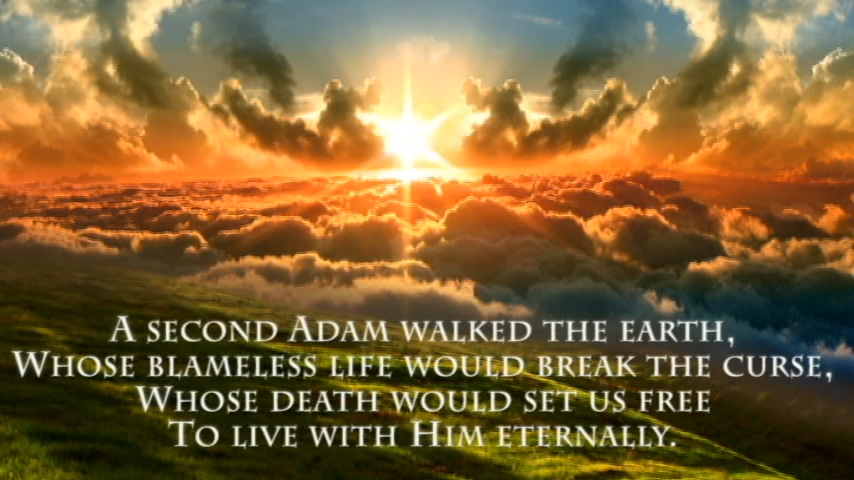 A second Adam walked the earth,
Whose blameless life would break the curse,
Whose death would set us free
To live with Him eternally.